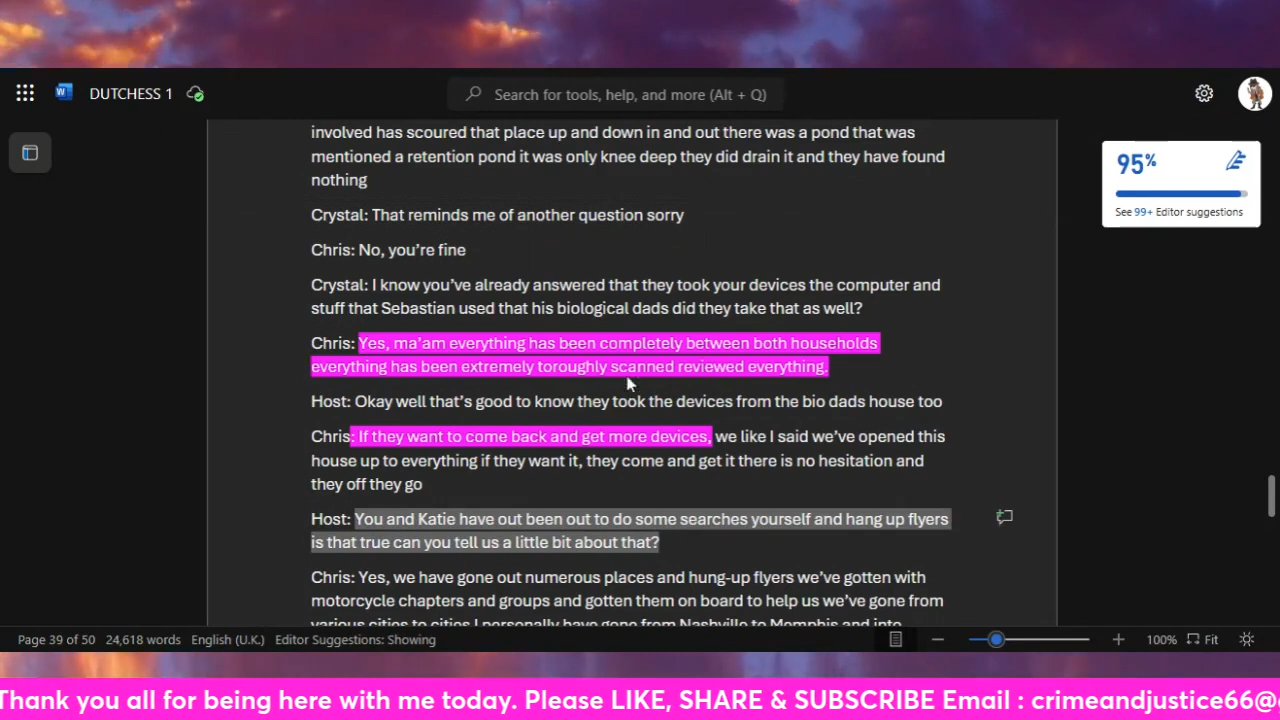 DUTCHESS 1
Search for tools, help, and more (Alt + Q)
involved has scoured that place up and down in and out there was a pond that was
mentioned a retention pond it was only knee deep they did drain it and they have found
nothing
Crystal: That reminds me of another question sorry
Chris: No, you're fine
Crystal: I know you've already answered that they took your devices the computer and
stuff that Sebastian used that his biological dads did they take that as well?
Chris: Yes, ma'am everything has been completely between both households
everything has been extremely toroughly scanned reviewed everything.
Host: Okay well that's good to know they took the devices from the bio dads house too
Chris: If they want to come back and get more devices, we like I said we've opened this
house up to everything if they want it, they come and get it there is no hesitation and
they off they go
Host: You and Katie have out been out to do some searches yourself and hang up flyers
is that true can you tell us a little bit about that?
Chris: Yes, we have gone out numerous places and hung-up flyers we've gotten with
motorcycle chapters and groups and gotten them on board to help us we've gone from
various cities to cities I personally have gone from Nashville to Memphis and into
95%
See 99+ Editor suggestions
Page 39 of 50 24,618 words English (U.K.) Editor Suggestions: Showing
100% Fit
Thank you all for being here with me today. Please LIKE, SHARE & SUBSCRIBE Email : crimeandjustice66@